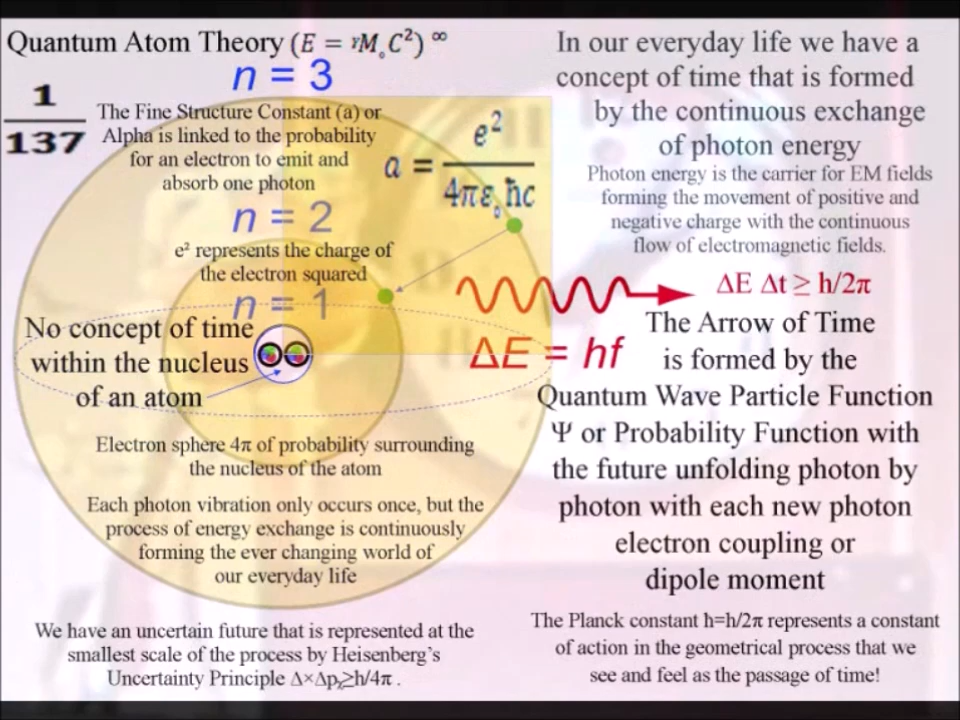 Quantum Atom Theory (E = ᵞM₀C²) ∞
n = 3
1
137
The Fine Structure Constant (a) or
Alpha is linked to the probability
for an electron to emit and
absorb one photon
a = e²
4πε₀ħc
n = 2
e² represents the charge of
the electron squared
n = 1
No concept of time
within the nucleus
of an atom
Electron sphere 4π of probability surrounding
the nucleus of the atom
Each photon vibration only occurs once, but the
process of energy exchange is continuously
forming the ever changing world of
our everyday life
We have an uncertain future that is represented at the
smallest scale of the process by Heisenberg's
Uncertainty Principle Δ×Δpₓ≥h/4π .
In our everyday life we have a
concept of time that is formed
by the continuous exchange
of photon energy
Photon energy is the carrier for EM fields
forming the movement of positive and
negative charge with the continuous
flow of electromagnetic fields.
ΔE Δt ≥ h/2π
ΔE = hf
The Arrow of Time
is formed by the
Quantum Wave Particle Function
Ψ or Probability Function with
the future unfolding photon by
photon with each new photon
electron coupling or
dipole moment
The Planck constant ħ=h/2π represents a constant
of action in the geometrical process that we
see and feel as the passage of time!